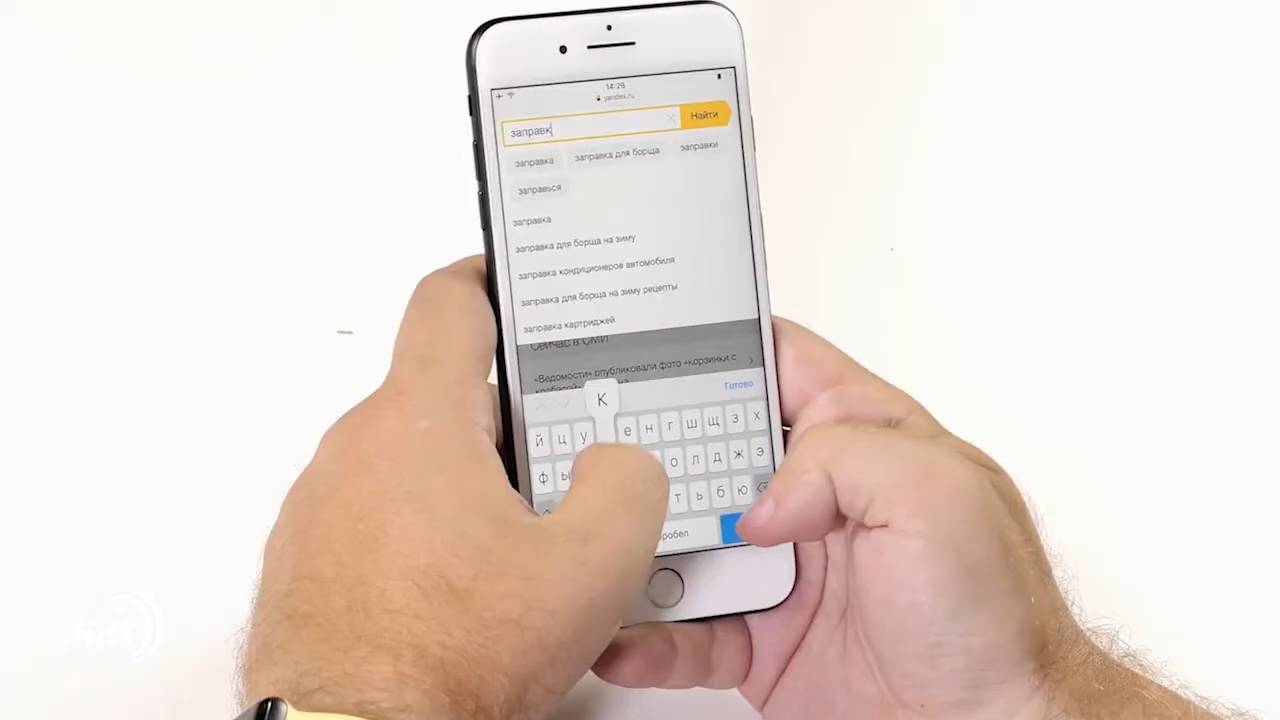 14:26
yandex.ru
заправк Найти
заправка заправка для борща заправки
заправься
заправка
заправка для борща на зиму
заправка кондиционеров автомобиля
заправка для борща на зиму рецепты
заправка картриджей
Сейчас в СМИ
«Ведомости» опубликовали фото «корзинки с
Готово
К
й ц у е н г ш щ з х
ф ы о л д ж э
т ь б ю